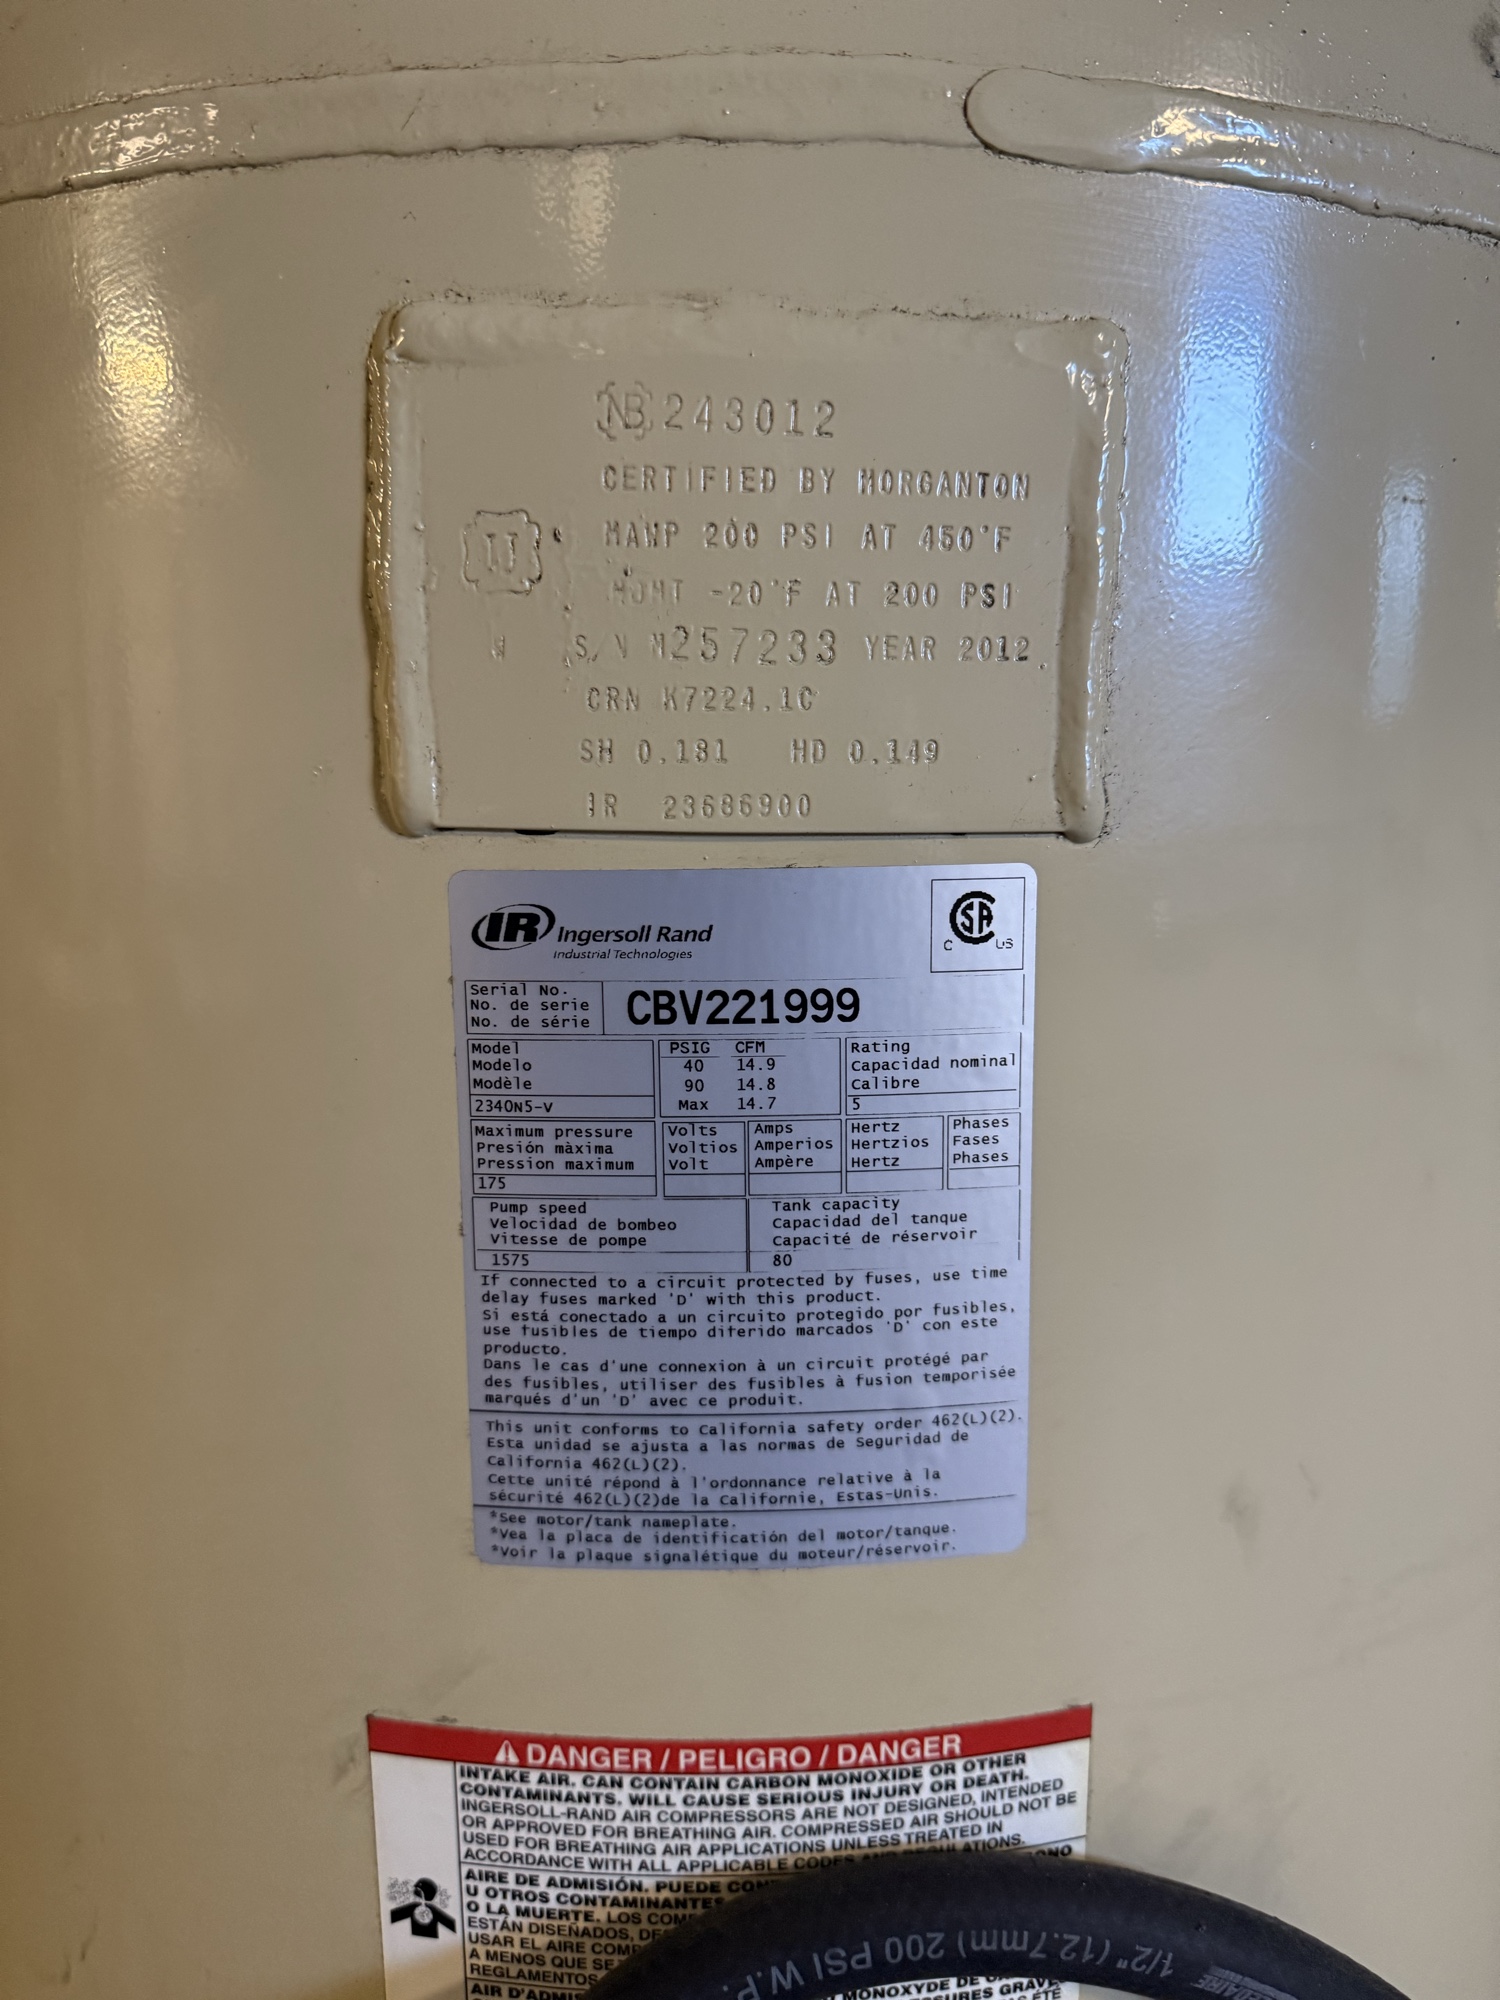 NB 243012
CERTIFIED BY MORGANTON
U
MAWP 200 PSI AT 450°F
MDMT -20°F AT 200 PSI
W S/N M257233 YEAR 2012
CRN K7224.1C
SH 0.181 HD 0.149
IR 23686900
IR Ingersoll Rand
Industrial Technologies
C SA US
Serial No.
No. de serie
No. de série
CBV221999
Model
Modelo
Modèle
2340N5-V
PSIG CFM
40 14.9
90 14.8
Max 14.7
Rating
Capacidad nominal
Calibre
5
Maximum pressure
Presión màxima
Pression maximum
175
Volts
Voltios
Volt
Amps
Amperios
Ampère
Hertz
Hertzios
Hertz
Phases
Fases
Phases
Pump speed
Velocidad de bombeo
Vitesse de pompe
1575
Tank capacity
Capacidad del tanque
Capacité de réservoir
80
If connected to a circuit protected by fuses, use time
delay fuses marked 'D' with this product.
Si está conectado a un circuito protegido por fusibles,
use fusibles de tiempo diferido marcados 'D' con este
producto.
Dans le cas d'une connexion à un circuit protégé par
des fusibles, utiliser des fusibles à fusion temporisée
marqués d'un 'D' avec ce produit.
This unit conforms to California safety order 462(L)(2).
Esta unidad se ajusta a las normas de Seguridad de
California 462(L)(2).
Cette unité répond à l'ordonnance relative à la
sécurité 462(L)(2)de la Californie, Estas-Unis.
*See motor/tank nameplate.
*Vea la placa de identificación del motor/tanque.
*Voir la plaque signalétique du moteur/réservoir.
DANGER / PELIGRO / DANGER
INTAKE AIR. CAN CONTAIN CARBON MONOXIDE OR OTHER
CONTAMINANTS. WILL CAUSE SERIOUS INJURY OR DEATH.
INGERSOLL-RAND AIR COMPRESSORS ARE NOT DESIGNED, INTENDED
OR APPROVED FOR BREATHING AIR. COMPRESSED AIR SHOULD NOT BE
USED FOR BREATHING AIR APPLICATIONS UNLESS TREATED IN
ACCORDANCE WITH ALL APPLICABLE CODES AND REGULATIONS.
AIRE DE ADMISIÓN. PUEDE
U OTROS CONTAMINANTES
O LA MUERTE. LOS
ESTÁN DISEÑADOS,
USAR EL AIRE
A MENOS QUE
REGLAMENTOS
AIR
MONOXYDE DE
GRAVE
ÉTÉ
1/2" (12.7mm) 200 PSI W.P.